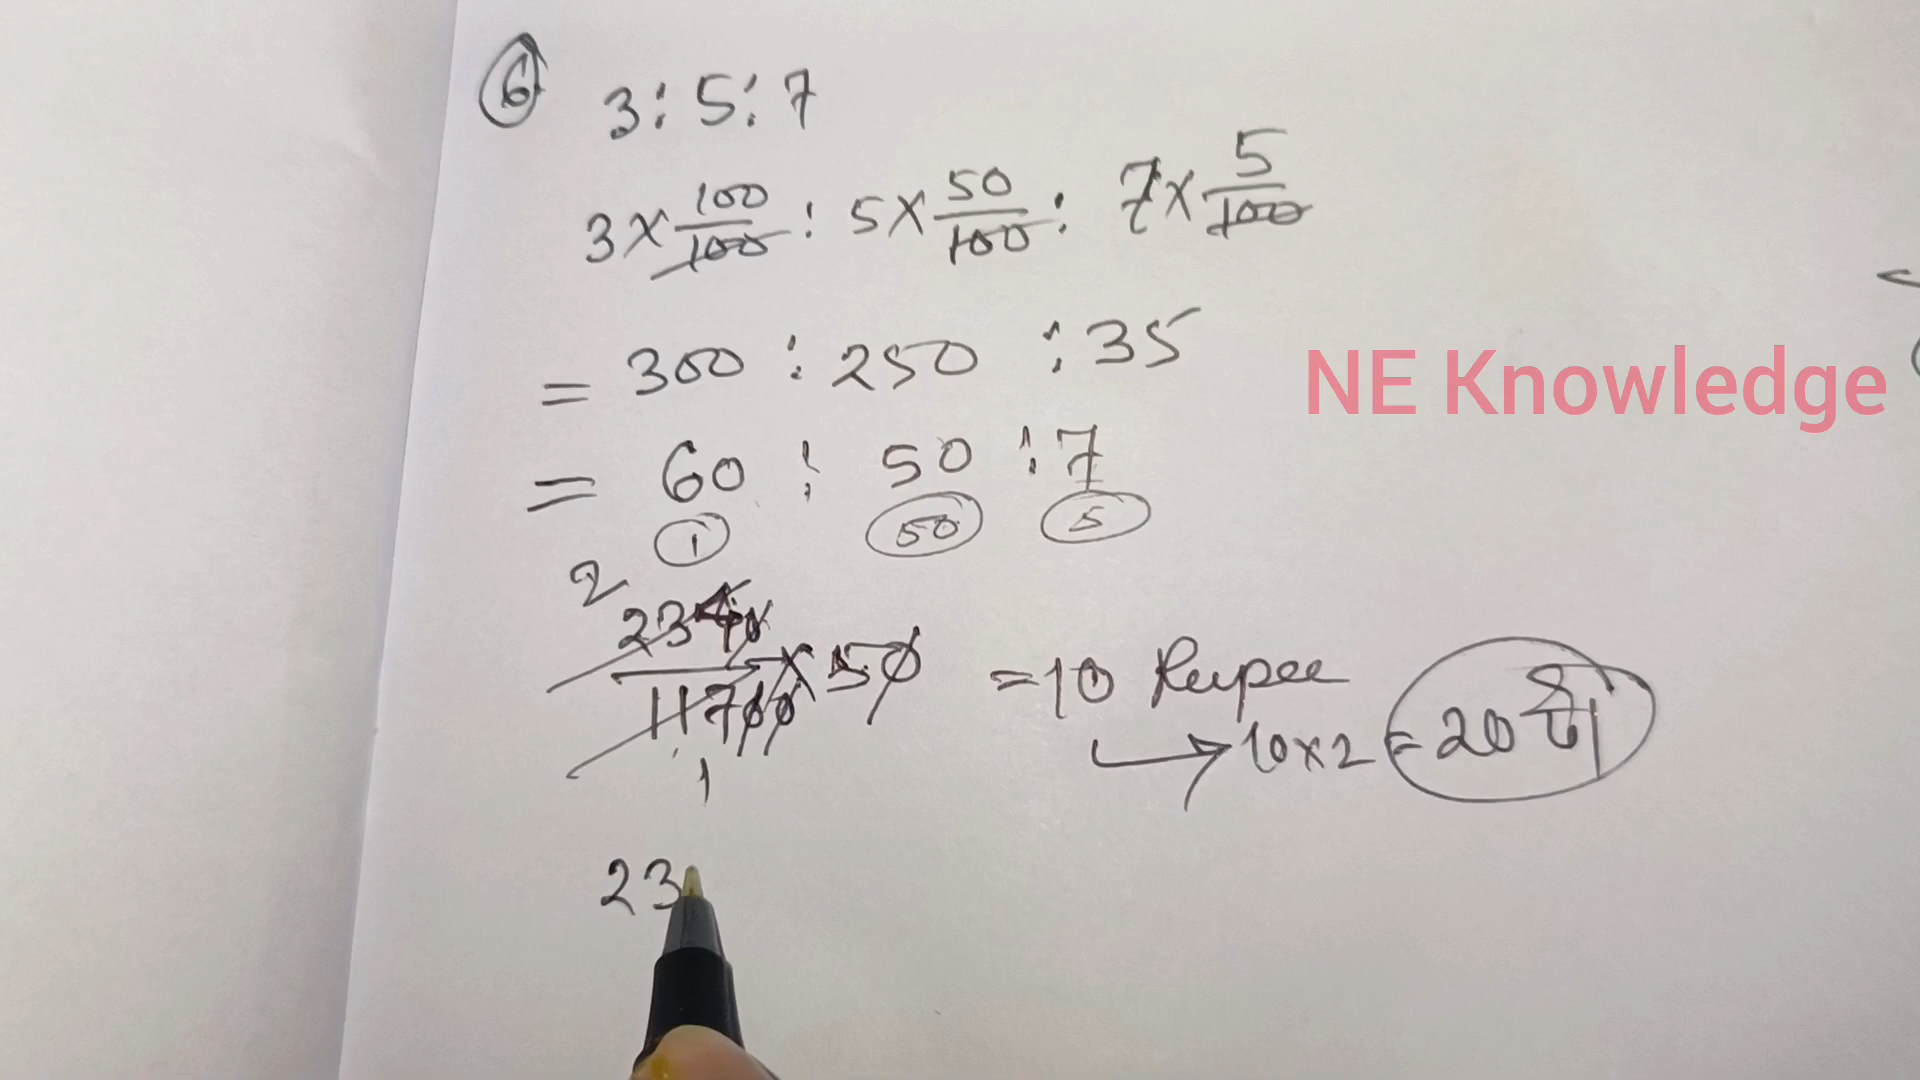 6 3 : 5 : 7
3 × 100/100 : 5 × 50/100 : 7 × 5/100
= 300 : 250 : 35
NE Knowledge
= 60 : 50 : 7
1 50 5
2
2340/11700 × 50 = 10 Rupee
→ 10 × 2 = 20
1
23